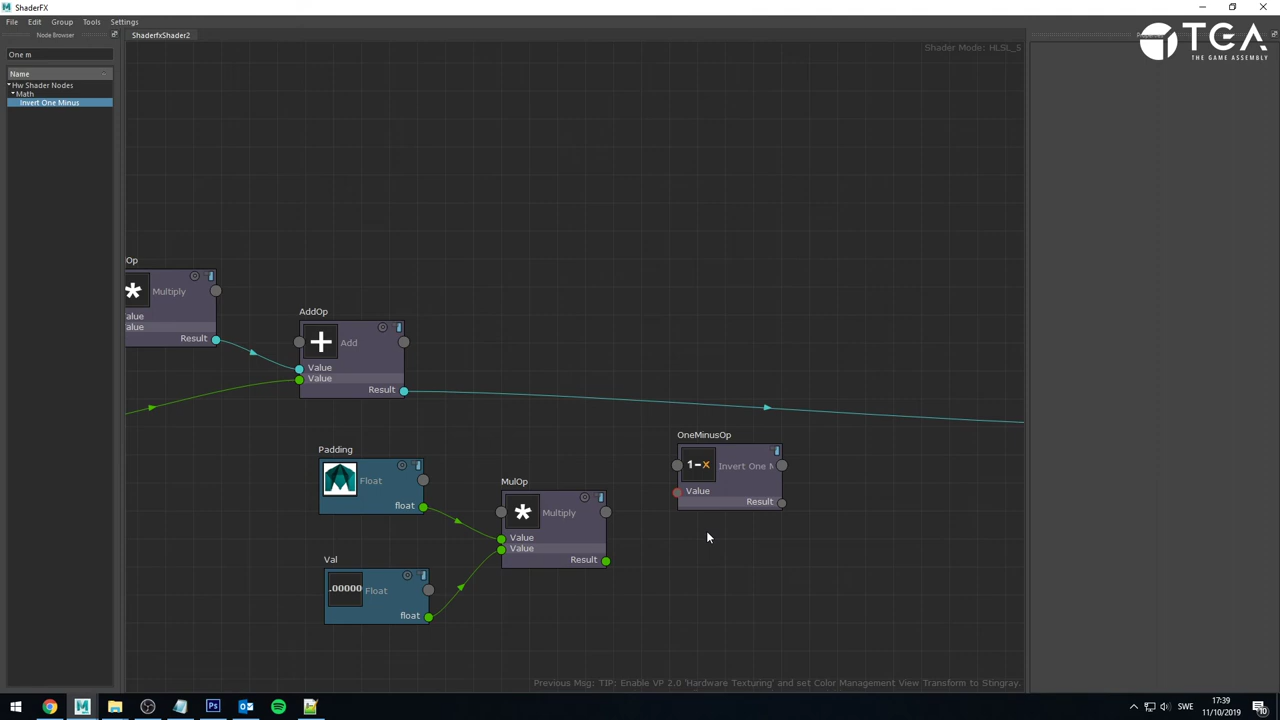 ShaderFX
File Edit Group Tools Settings
Node Browser
ShaderfxShader2
One m
Name
Hw Shader Nodes
Math
Invert One Minus
Shader Mode: HLSL_5
TGA
THE GAME ASSEMBLY
Op
Multiply
alue
alue
Result
AddOp
Add
Value
Value
Result
Padding
Float
float
Val
.00000
Float
float
MulOp
Multiply
Value
Value
Result
OneMinusOp
1-x
Invert One M
Value
Result
Previous Msg: TIP: Enable VP 2.0 'Hardware Texturing' and set Color Management View Transform to Stingray.
SWE
17:39
11/10/2019